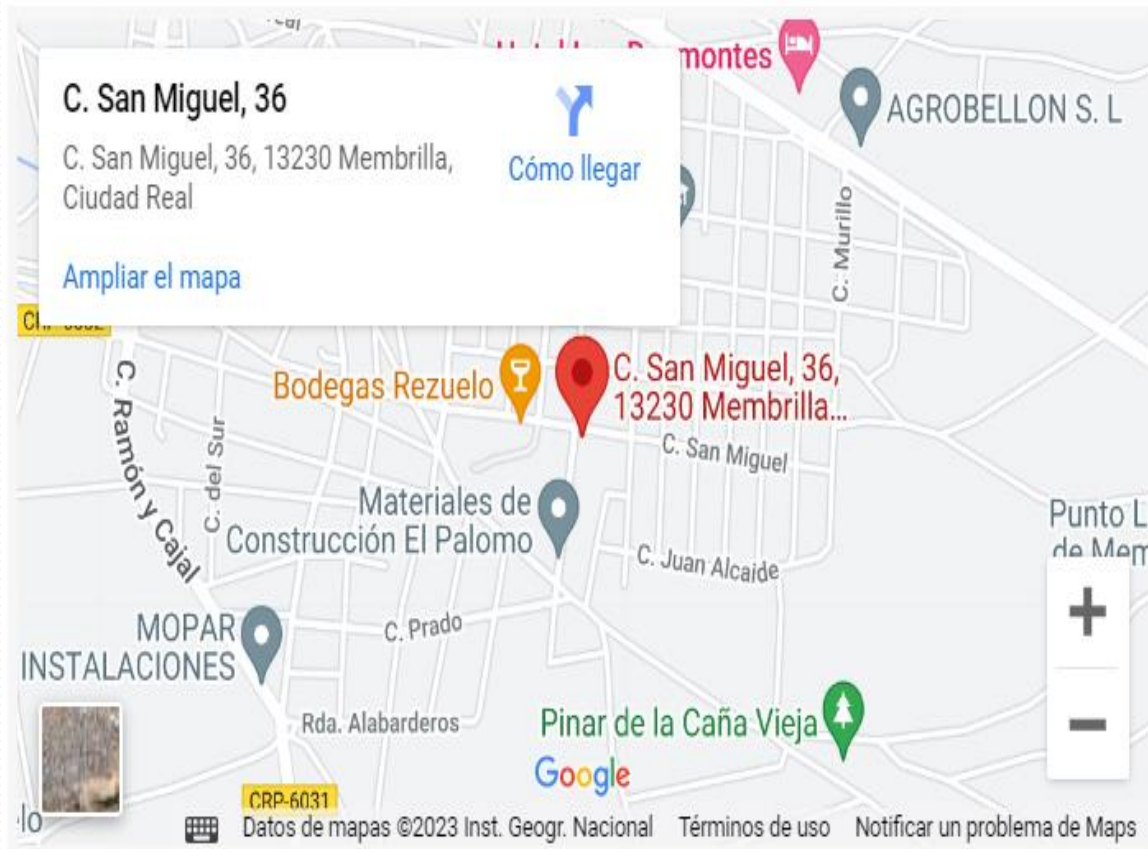 montes
AGROBELLON S. L
C. San Miguel, 36
C. San Miguel, 36, 13230 Membrilla,
Ciudad Real
Cómo llegar
Ampliar el mapa
C. Murillo
C. Ramón y Cajal
C. del Sur
Bodegas Rezuelo
C. San Miguel, 36,
13230 Membrilla...
C. San Miguel
Materiales de
Construcción El Palomo
Punto L
de Mem
C. Juan Alcaide
C. Prado
MOPAR
INSTALACIONES
Rda. Alabarderos
Pinar de la Caña Vieja
Google
CRP-6031
elo
Datos de mapas ©2023 Inst. Geogr. Nacional Términos de uso Notificar un problema de Maps